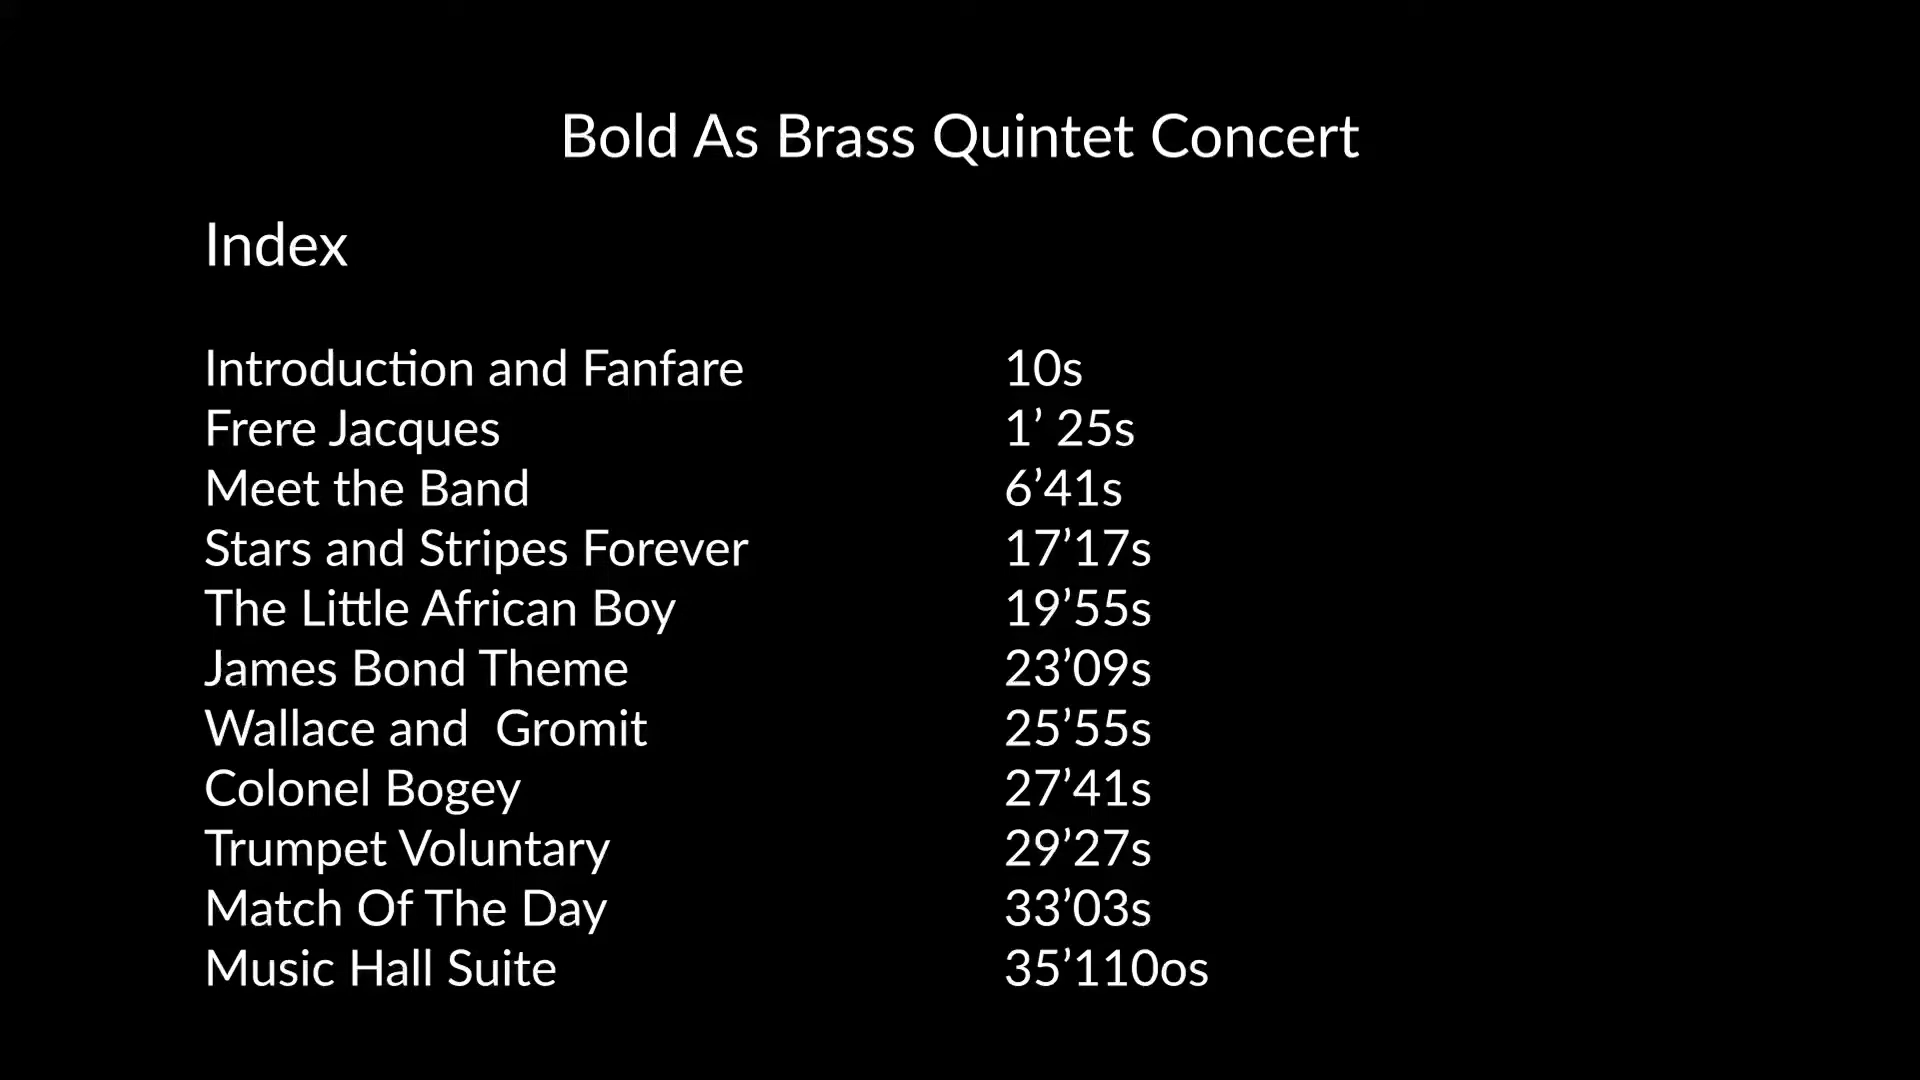 Bold As Brass Quintet Concert
Index
Introduction and Fanfare 10s
Frere Jacques 1’ 25s
Meet the Band 6’41s
Stars and Stripes Forever 17’17s
The Little African Boy 19’55s
James Bond Theme 23’09s
Wallace and  Gromit 25’55s
Colonel Bogey 27’41s
Trumpet Voluntary 29’27s
Match Of The Day 33’03s
Music Hall Suite 35’110os